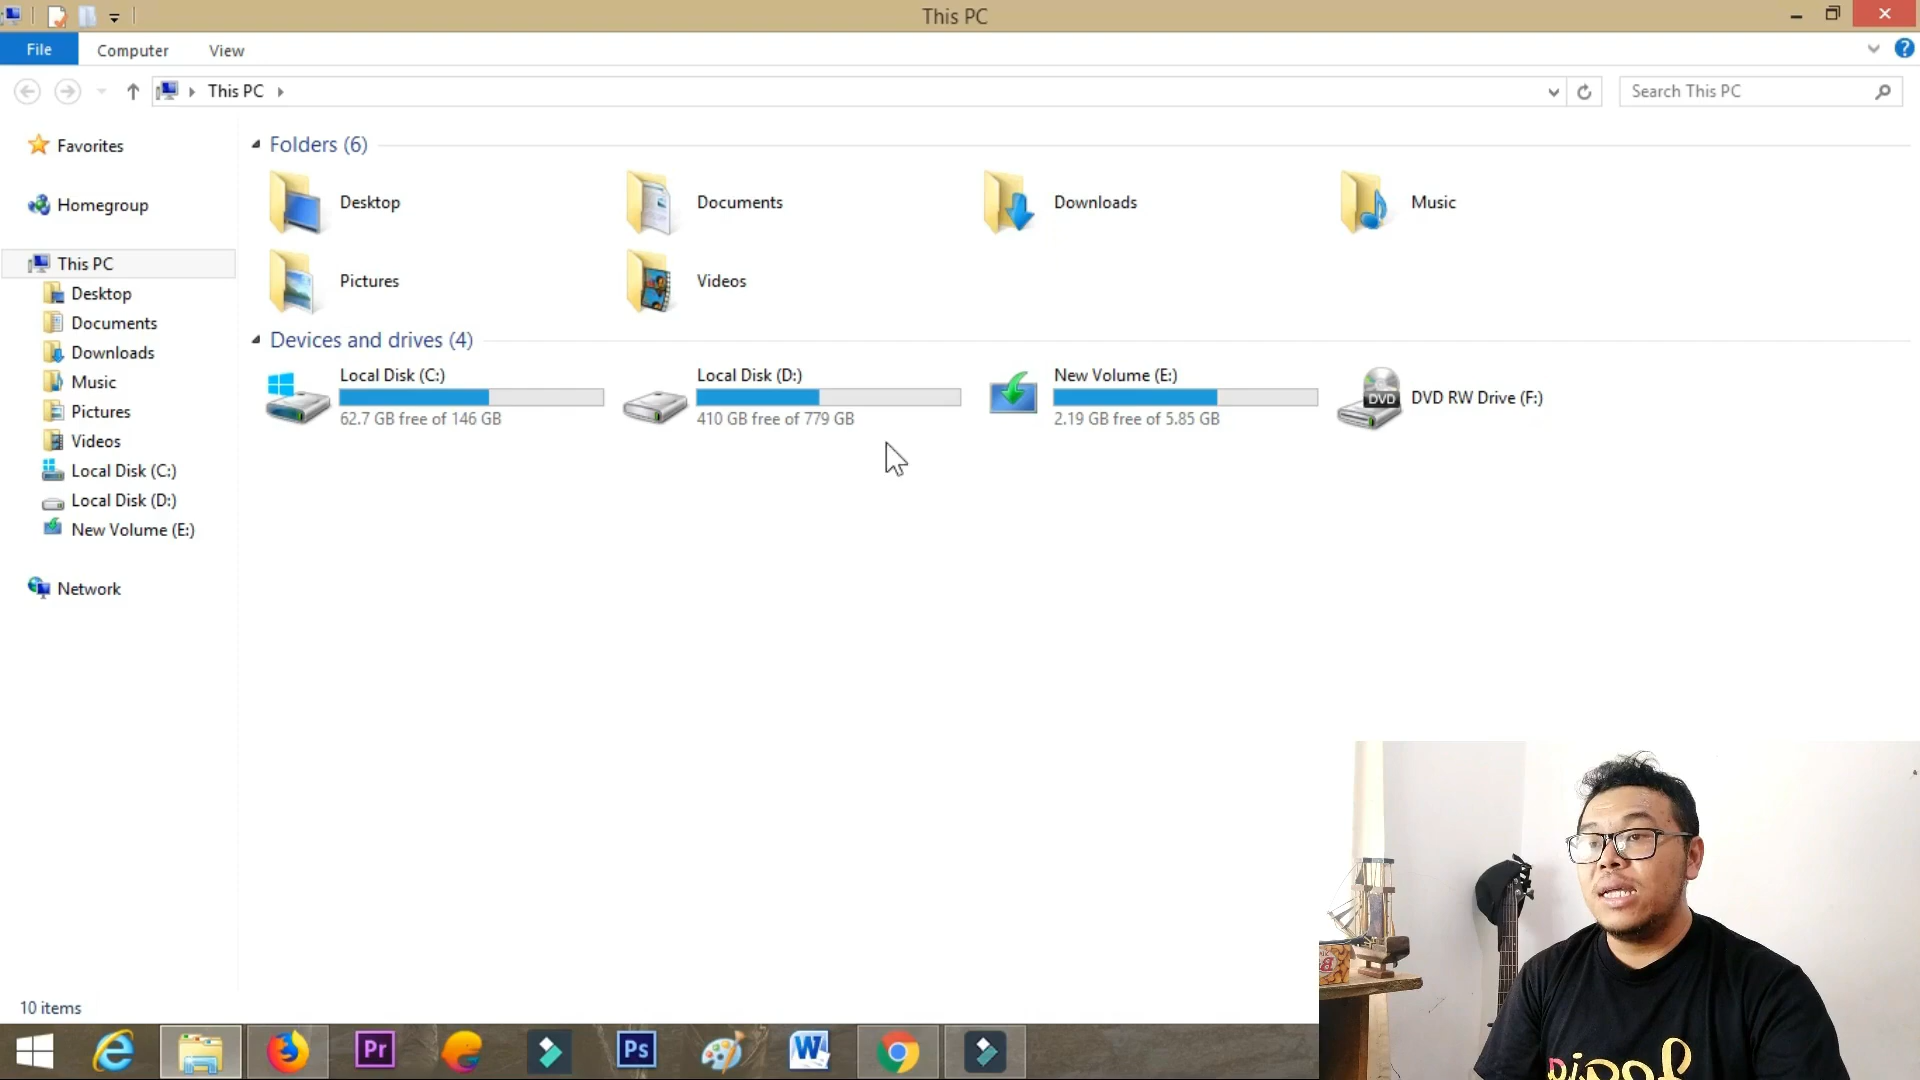 This PC
File
Computer
View
This PC
Search This PC
Favorites
Homegroup
This PC
Desktop
Documents
Downloads
Music
Pictures
Videos
Local Disk (C:)
Local Disk (D:)
New Volume (E:)
Network
Folders (6)
Desktop
Documents
Downloads
Music
Pictures
Videos
Devices and drives (4)
Local Disk (C:)
62.7 GB free of 146 GB
Local Disk (D:)
410 GB free of 779 GB
New Volume (E:)
2.19 GB free of 5.85 GB
DVD
DVD RW Drive (F:)
10 items
Pr
Ps
W